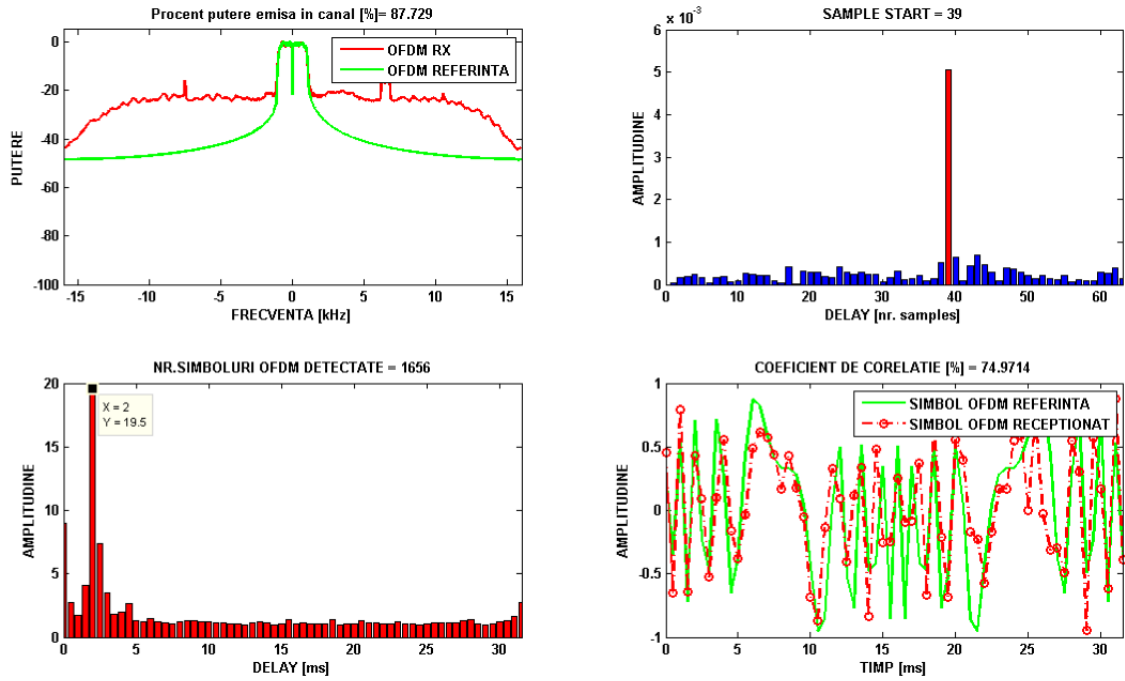 Procent putere emisa in canal [%]= 87.729
0
-20
-40
-60
-80
-100
PUTERE
OFDM RX
OFDM REFERINTA
-15
-10
-5
0
5
10
15
FRECVENTA [kHz]
SAMPLE START = 39
x 10⁻³
6
5
4
3
2
1
0
AMPLITUDINE
0
10
20
30
40
50
60
DELAY [nr. samples]
NR.SIMBOLURI OFDM DETECTATE = 1656
20
15
10
5
0
AMPLITUDINE
X = 2
Y = 19.5
0
5
10
15
20
25
30
DELAY [ms]
COEFICIENT DE CORELATIE [%] = 74.9714
1
0.5
0
-0.5
-1
AMPLITUDINE
SIMBOL OFDM REFERINTA
SIMBOL OFDM RECEPTIONAT
0
5
10
15
20
25
30
TIMP [ms]